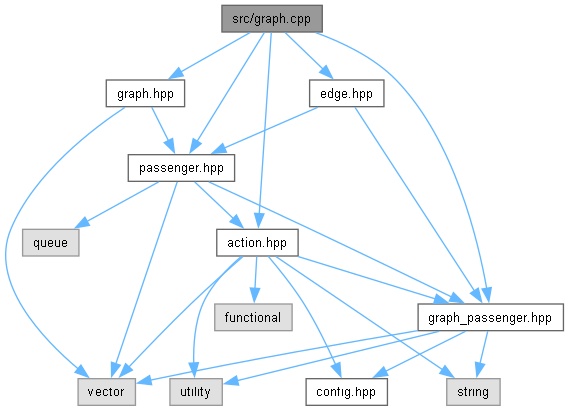 src/graph.cpp
graph.hpp
edge.hpp
passenger.hpp
queue
action.hpp
functional
graph_passenger.hpp
vector
utility
config.hpp
string